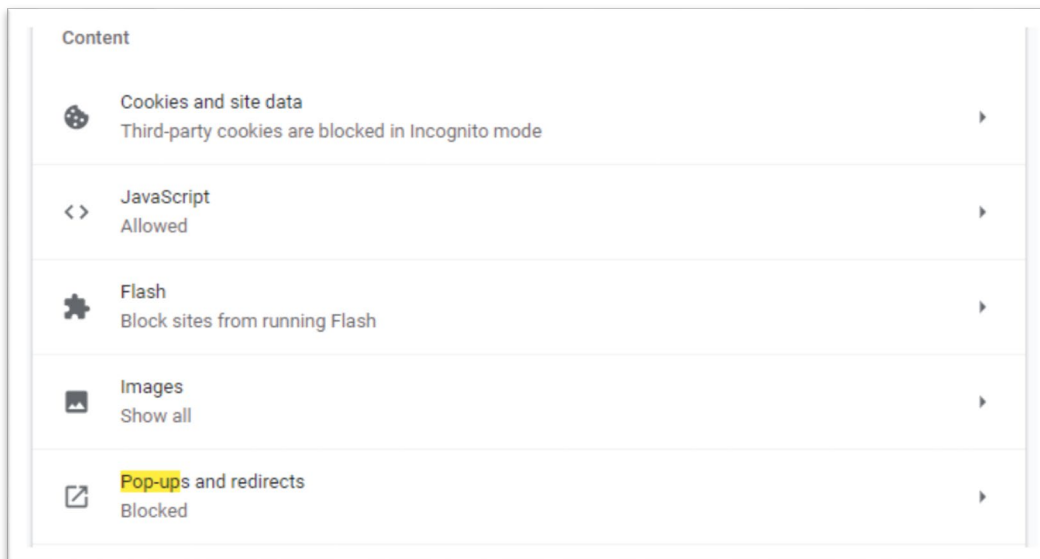 Content
Cookies and site data
Third-party cookies are blocked in Incognito mode
JavaScript
Allowed
Flash
Block sites from running Flash
Images
Show all
Pop-ups and redirects
Blocked